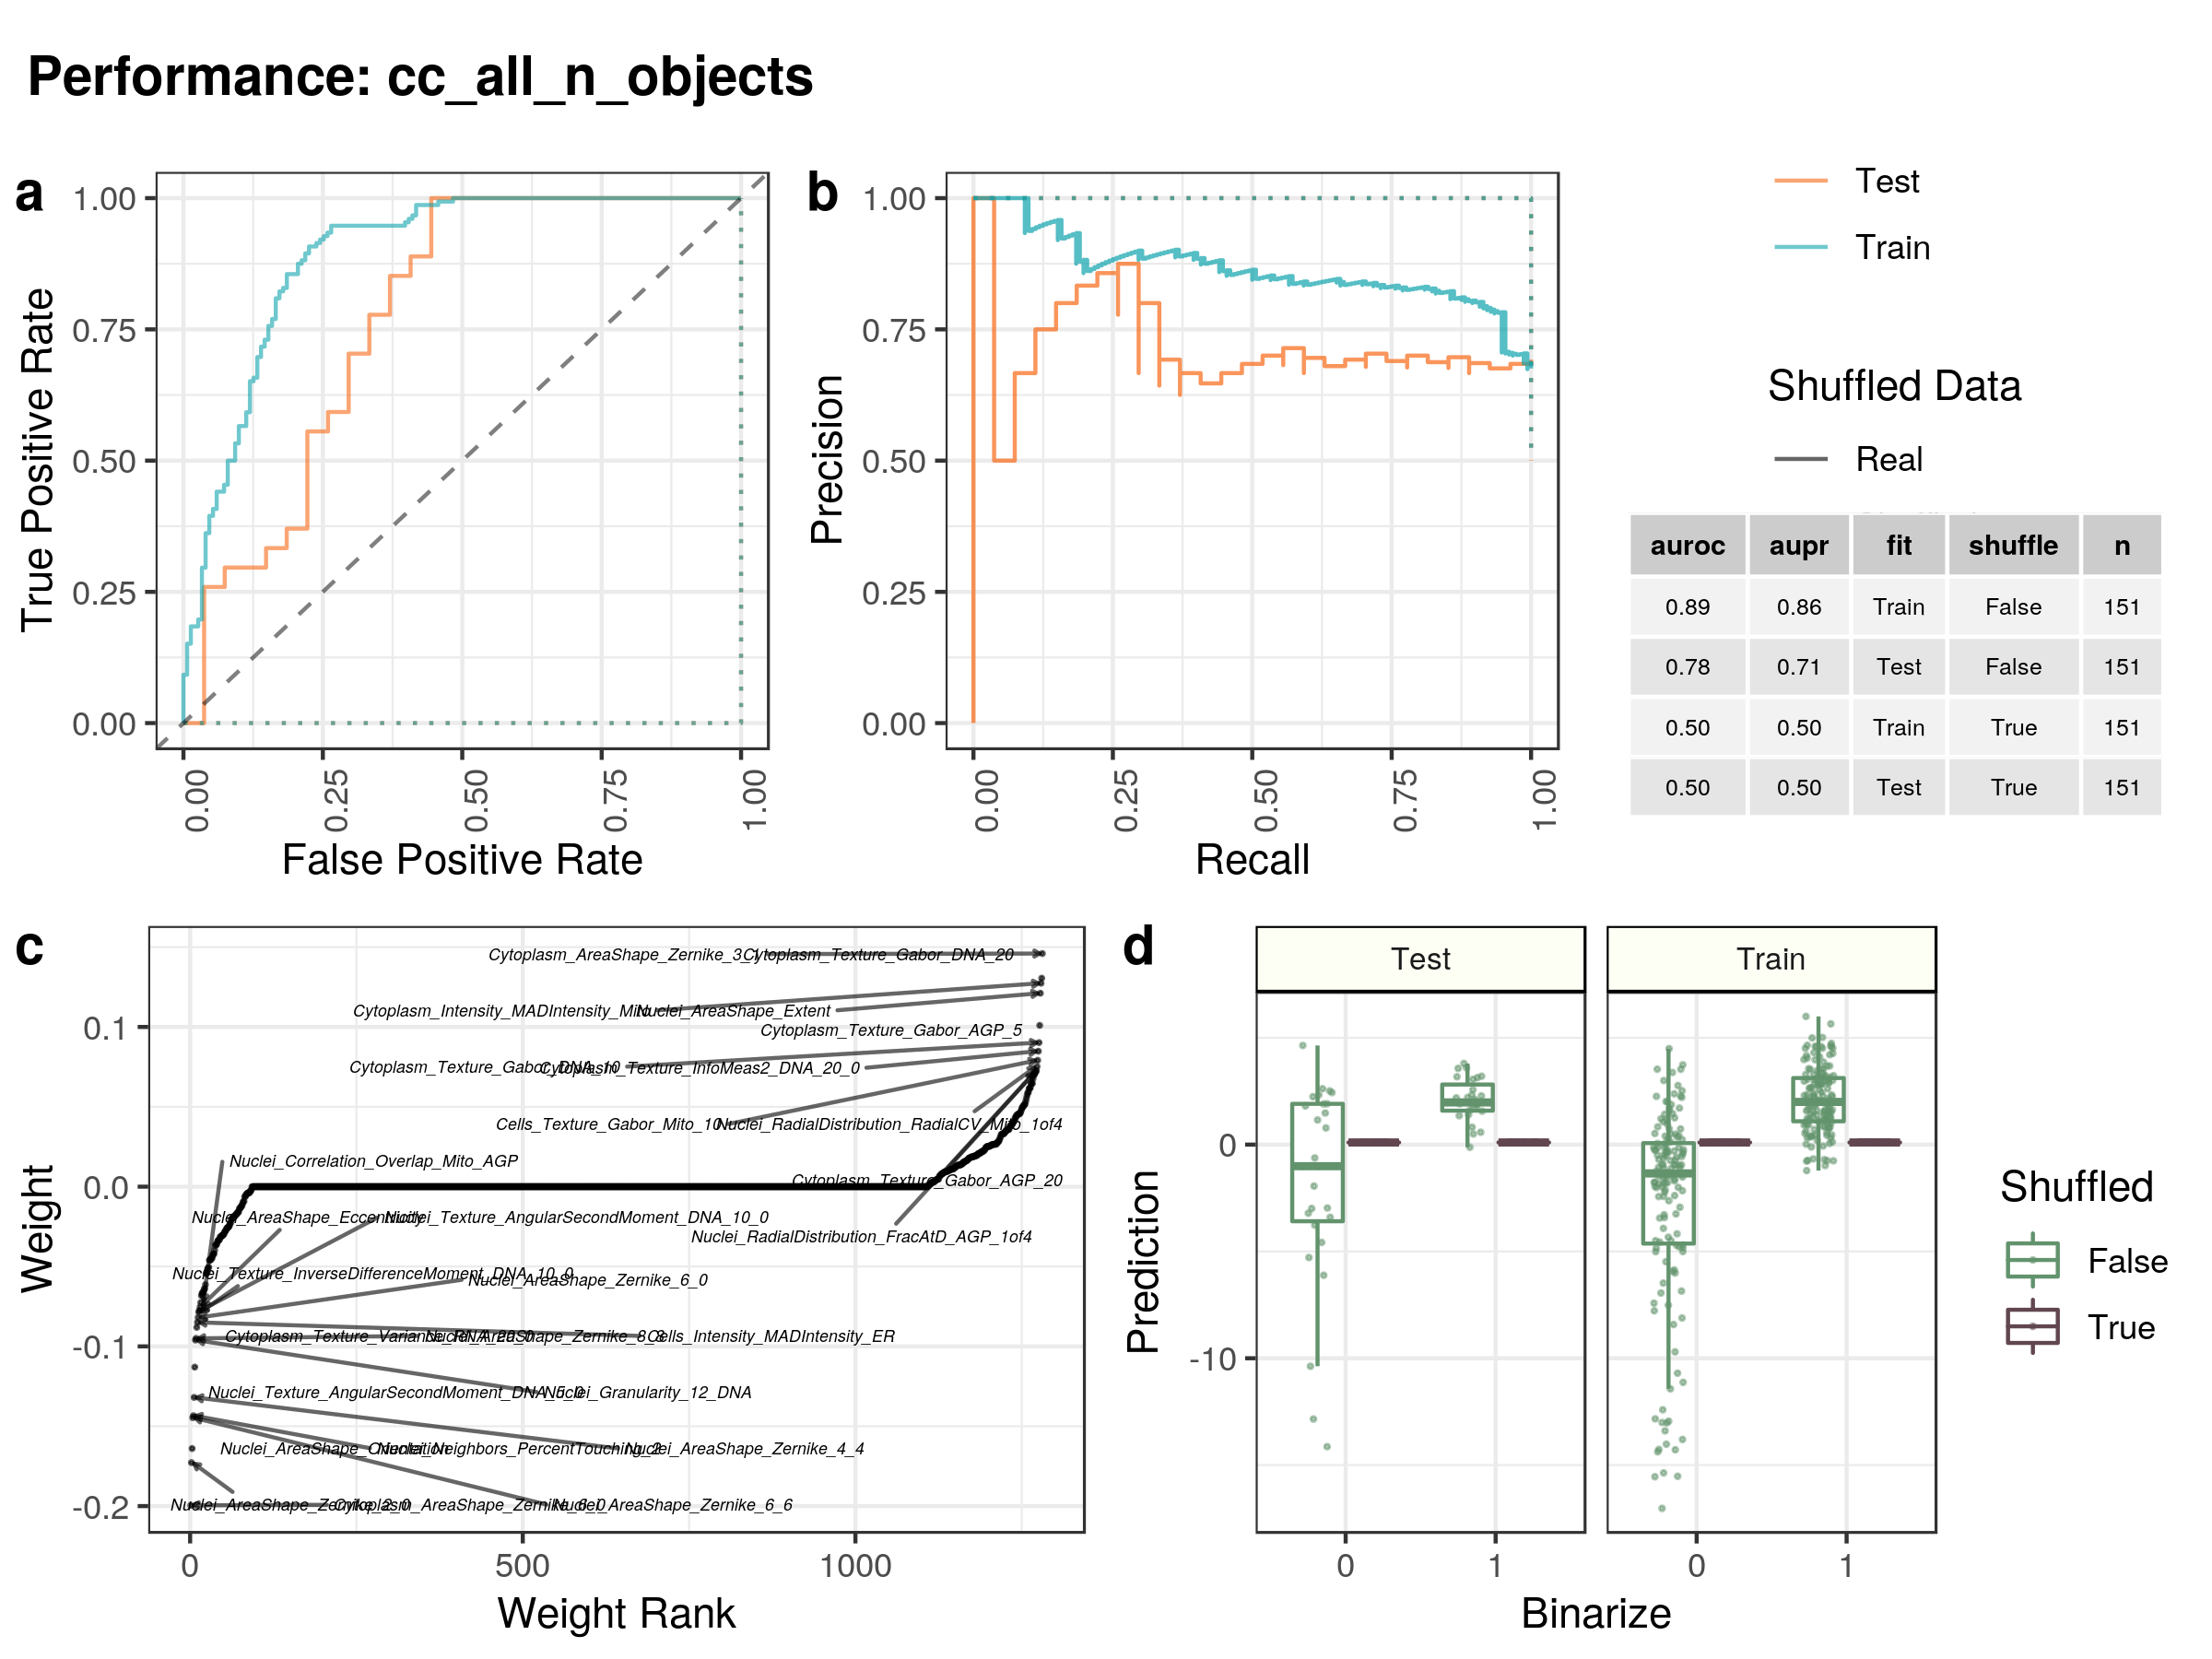 Performance: cc_all_n_objects
a
True Positive Rate
1.00
0.75
0.50
0.25
0.00
0.00
0.25
0.50
0.75
1.00
False Positive Rate
b
Precision
1.00
0.75
0.50
0.25
0.00
0.00
0.25
0.50
0.75
1.00
Recall
Test
Train
Shuffled Data
Real
auroc aupr fit shuffle n
0.89 0.86 Train False 151
0.78 0.71 Test False 151
0.50 0.50 Train True 151
0.50 0.50 Test True 151
c
Weight
0.1
0.0
-0.1
-0.2
Cytoplasm_AreaShape_Zernike_3_1
Cytoplasm_Texture_Gabor_DNA_20
Cytoplasm_Intensity_MADIntensity_Mito
Nuclei_AreaShape_Extent
Cytoplasm_Texture_Gabor_AGP_5
Cytoplasm_Texture_Gabor_DNA_10
Cytoplasm_Texture_InfoMeas2_DNA_20_0
Cells_Texture_Gabor_Mito_10
Nuclei_RadialDistribution_RadialCV_Mito_1of4
Nuclei_Correlation_Overlap_Mito_AGP
Cytoplasm_Texture_Gabor_AGP_20
Nuclei_AreaShape_Eccentricity
Nuclei_Texture_AngularSecondMoment_DNA_10_0
Nuclei_RadialDistribution_FracAtD_AGP_1of4
Nuclei_Texture_InverseDifferenceMoment_DNA_10_0
Nuclei_AreaShape_Zernike_6_0
Cytoplasm_Texture_Variance_RNA_20_0
Nuclei_AreaShape_Zernike_8_8
Cells_Intensity_MADIntensity_ER
Nuclei_Texture_AngularSecondMoment_DNA_5_0
Nuclei_Granularity_12_DNA
Nuclei_AreaShape_Orientation
Nuclei_Neighbors_PercentTouching_2
Nuclei_AreaShape_Zernike_4_4
Nuclei_AreaShape_Zernike_2_0
Cytoplasm_AreaShape_Zernike_6_0
Nuclei_AreaShape_Zernike_6_6
0
500
1000
Weight Rank
d
Test
Train
Prediction
0
-10
0
1
0
1
Binarize
Shuffled
False
True